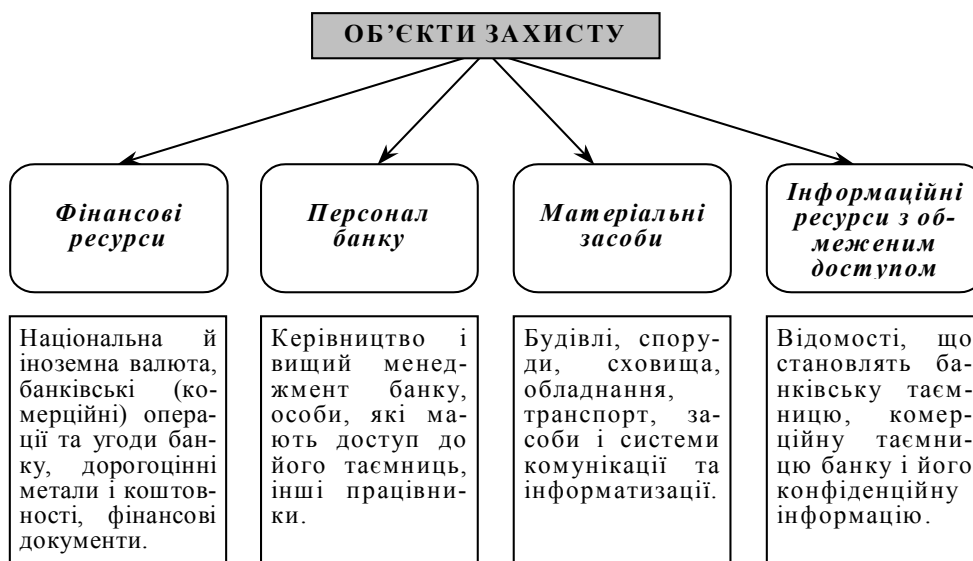 ОБ’ЄКТИ ЗАХИСТУ
Фінансові
ресурси
Персонал
банку
Матеріальні
засоби
Інформаційні
ресурси з об-
меженим
доступом
Національна й
іноземна валюта,
банківські (ко-
мерційні) опера-
ції та угоди бан-
ку, дорогоцінні
метали і коштов-
ності, фінансові
документи.
Керівництво і
вищий менед-
жмент банку,
особи, які ма-
ють доступ до
його таємниць,
інші працівни-
ки.
Будівлі, спору-
ди, сховища,
обладнання,
транспорт, за-
соби і системи
комунікації та
інформатизації.
Відомості, що
становлять бан-
ківську таєм-
ницю, комер-
ційну таємни-
цю банку і його
конфіденційну
інформацію.